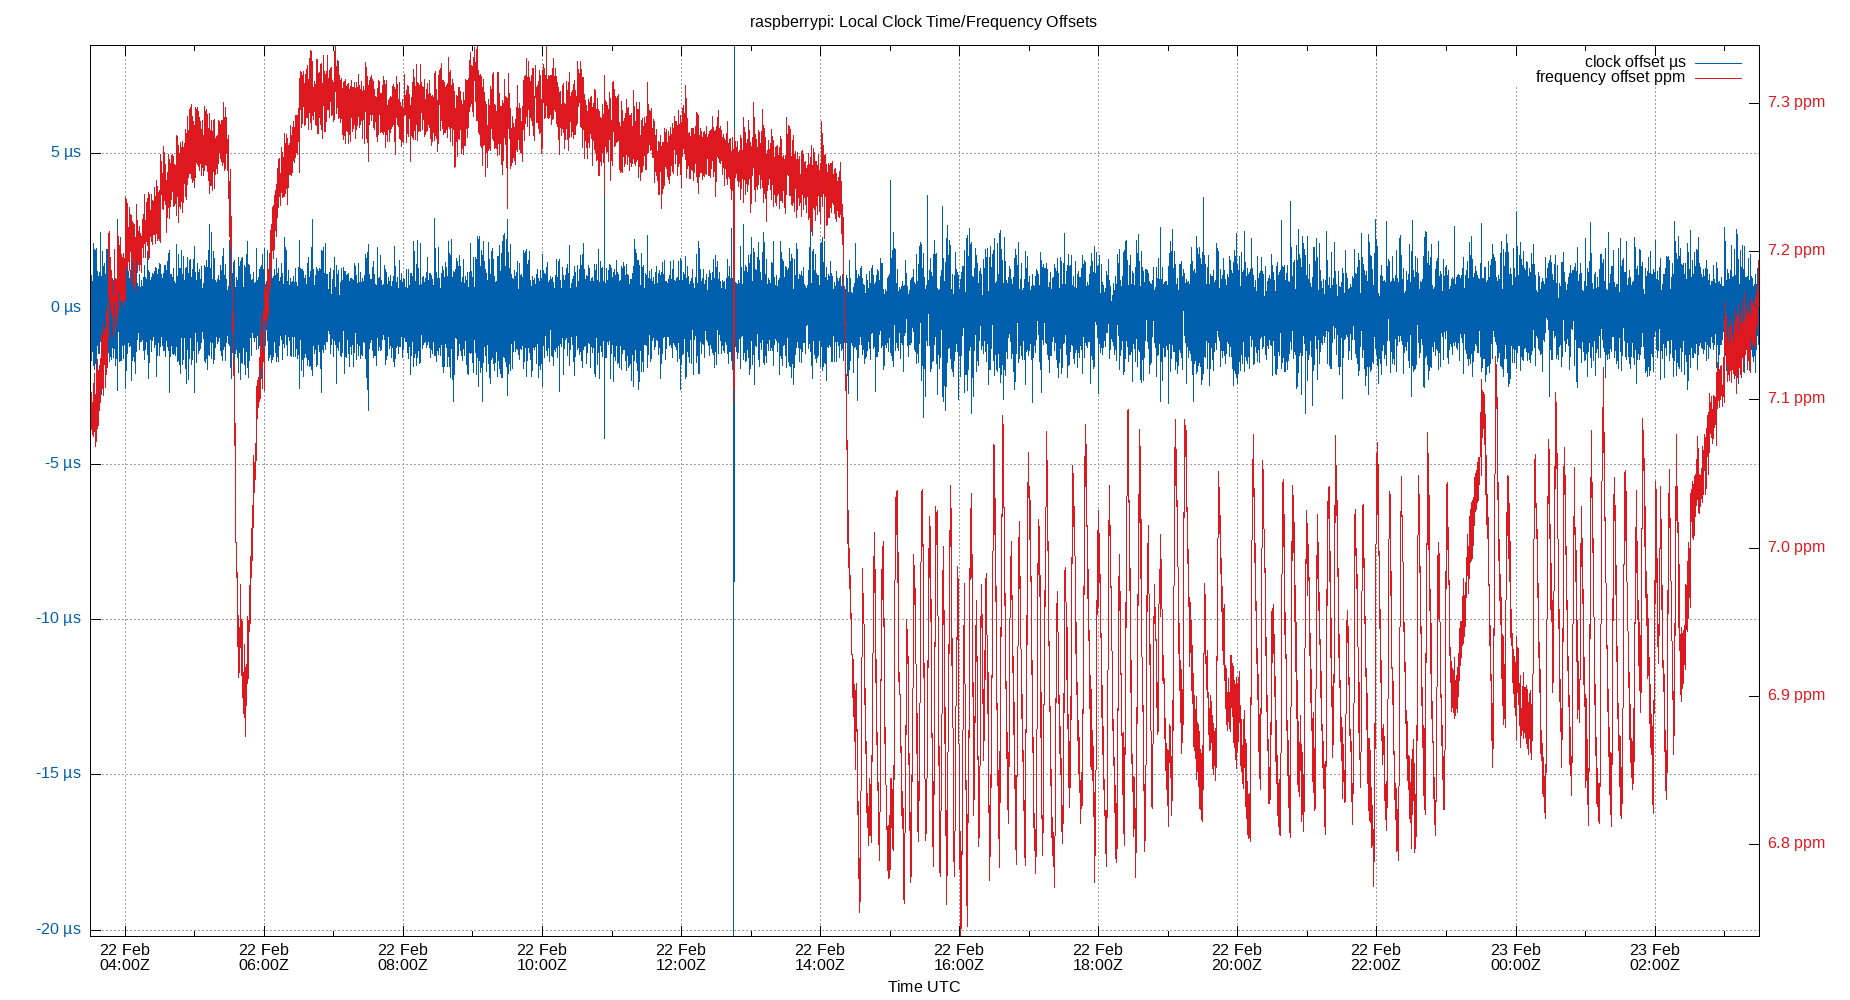 raspberrypi: Local Clock Time/Frequency Offsets
clock offset µs
frequency offset ppm
5 µs
0 µs
-5 µs
-10 µs
-15 µs
-20 µs
7.3 ppm
7.2 ppm
7.1 ppm
7.0 ppm
6.9 ppm
6.8 ppm
22 Feb 22 Feb 22 Feb 22 Feb 22 Feb 22 Feb 22 Feb 22 Feb 22 Feb 22 Feb 23 Feb 23 Feb
04:00Z 06:00Z 08:00Z 10:00Z 12:00Z 14:00Z 16:00Z 18:00Z 20:00Z 22:00Z 00:00Z 02:00Z
Time UTC